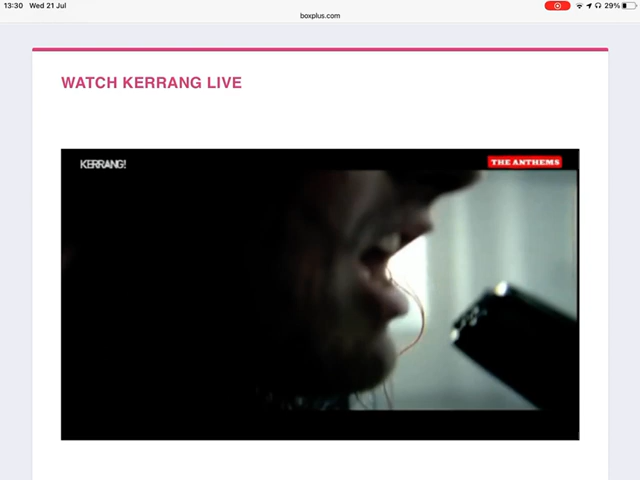 13:30 Wed 21 Jul
29%
boxplus.com
WATCH KERRANG LIVE
KERRANG!
THE ANTHEMS